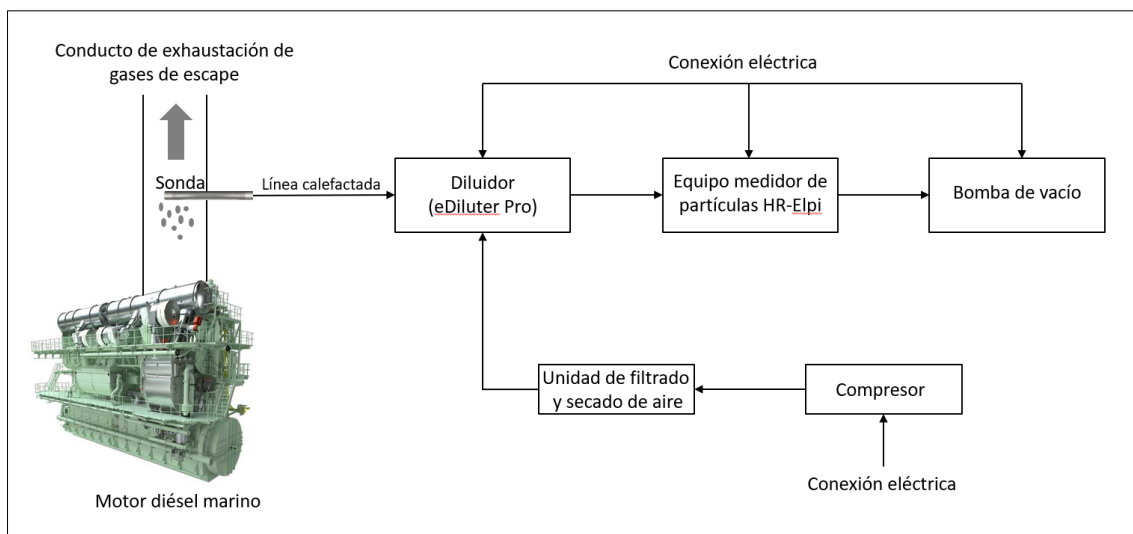 Conducto de exhaustación de
gases de escape
Conexión eléctrica
Sonda
Línea calefactada
Diluidor
(eDiluter Pro)
Equipo medidor de
partículas HR-Elpi
Bomba de vacío
Unidad de filtrado
y secado de aire
Compresor
Conexión eléctrica
Motor diésel marino